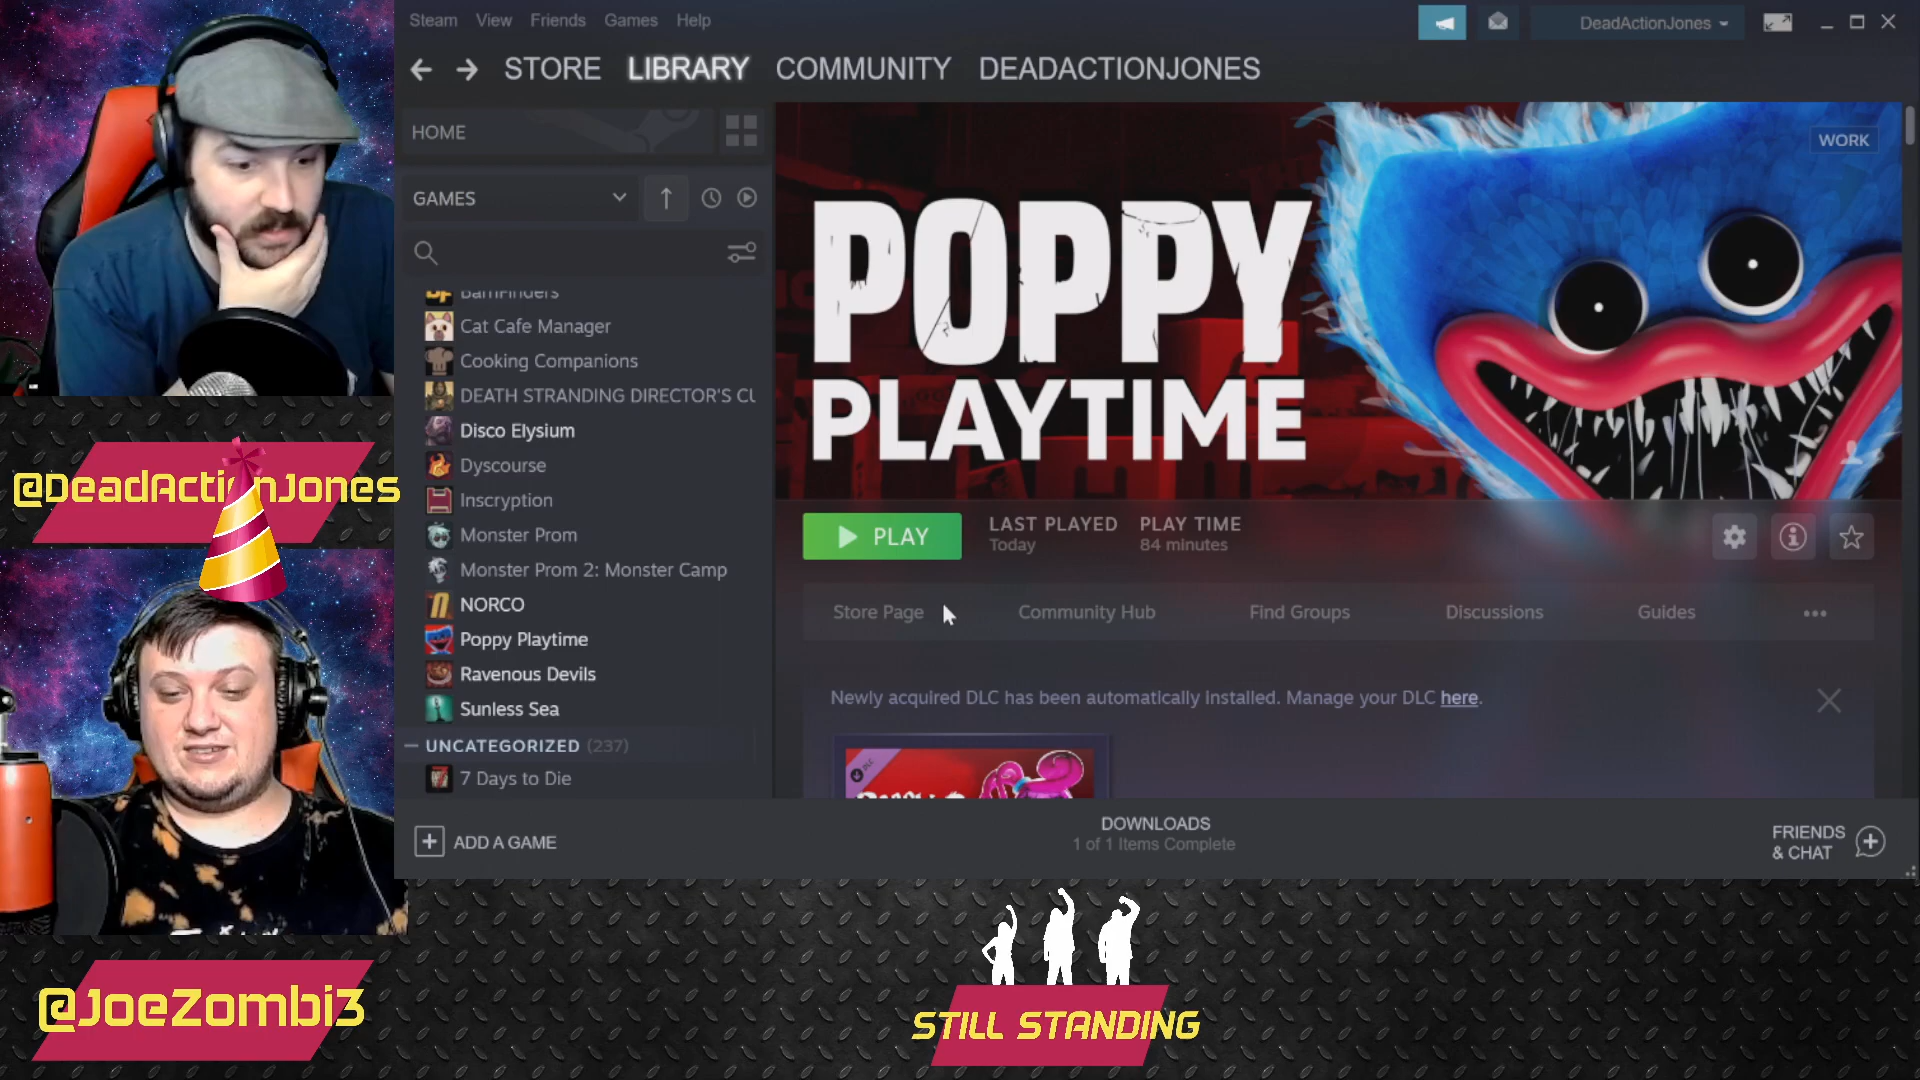 Steam View Friends Games Help
DeadActionJones
STORE LIBRARY COMMUNITY DEADACTIONJONES
HOME
WORK
GAMES
POPPY
PLAYTIME
BarnFinders
Cat Cafe Manager
Cooking Companions
DEATH STRANDING DIRECTOR'S CU
Disco Elysium
Dyscourse
Inscryption
Monster Prom
Monster Prom 2: Monster Camp
NORCO
Poppy Playtime
Ravenous Devils
Sunless Sea
UNCATEGORIZED (237)
7 Days to Die
PLAY
LAST PLAYED
Today
PLAY TIME
84 minutes
Store Page Community Hub Find Groups Discussions Guides
Newly acquired DLC has been automatically installed. Manage your DLC here.
DLC
ADD A GAME
DOWNLOADS
1 of 1 Items Complete
FRIENDS
& CHAT
@DeadActionJones
@JoeZombi3
STILL STANDING